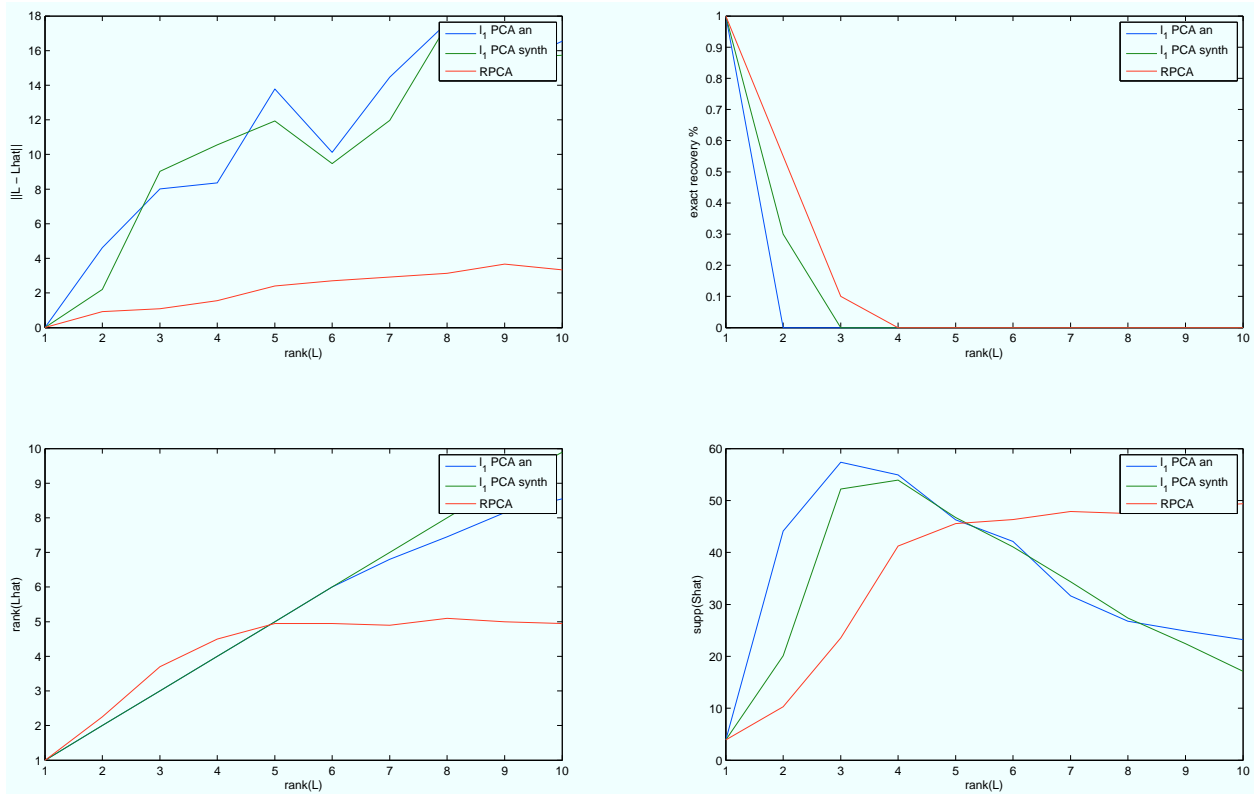 18
16
14
12
10
8
6
4
2
0
||L − Lhat||
1 2 3 4 5 6 7 8 9 10
rank(L)
l1 PCA an
l1 PCA synth
RPCA
1
0.9
0.8
0.7
0.6
0.5
0.4
0.3
0.2
0.1
0
exact recovery %
1 2 3 4 5 6 7 8 9 10
rank(L)
l1 PCA an
l1 PCA synth
RPCA
10
9
8
7
6
5
4
3
2
1
rank(Lhat)
1 2 3 4 5 6 7 8 9 10
rank(L)
l1 PCA an
l1 PCA synth
RPCA
60
50
40
30
20
10
0
supp(Shat)
1 2 3 4 5 6 7 8 9 10
rank(L)
l1 PCA an
l1 PCA synth
RPCA